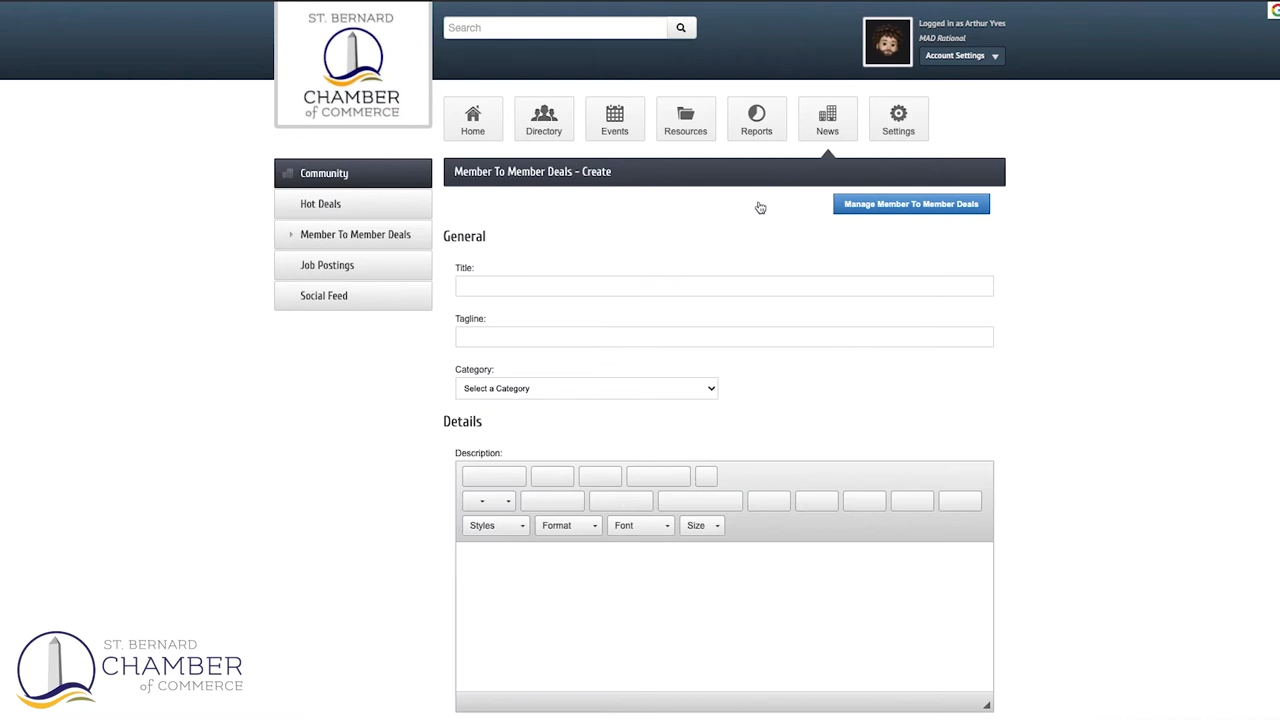 ST. BERNARD
CHAMBER
of COMMERCE
Search
Logged in as Arthur Yves
MAD Rational
Account Settings
Home
Directory
Events
Resources
Reports
News
Settings
Community
Hot Deals
Member To Member Deals
Job Postings
Social Feed
Member To Member Deals - Create
Manage Member To Member Deals
General
Title:
Tagline:
Category:
Select a Category
Details
Description:
Styles Format Font Size
ST. BERNARD
CHAMBER
of COMMERCE